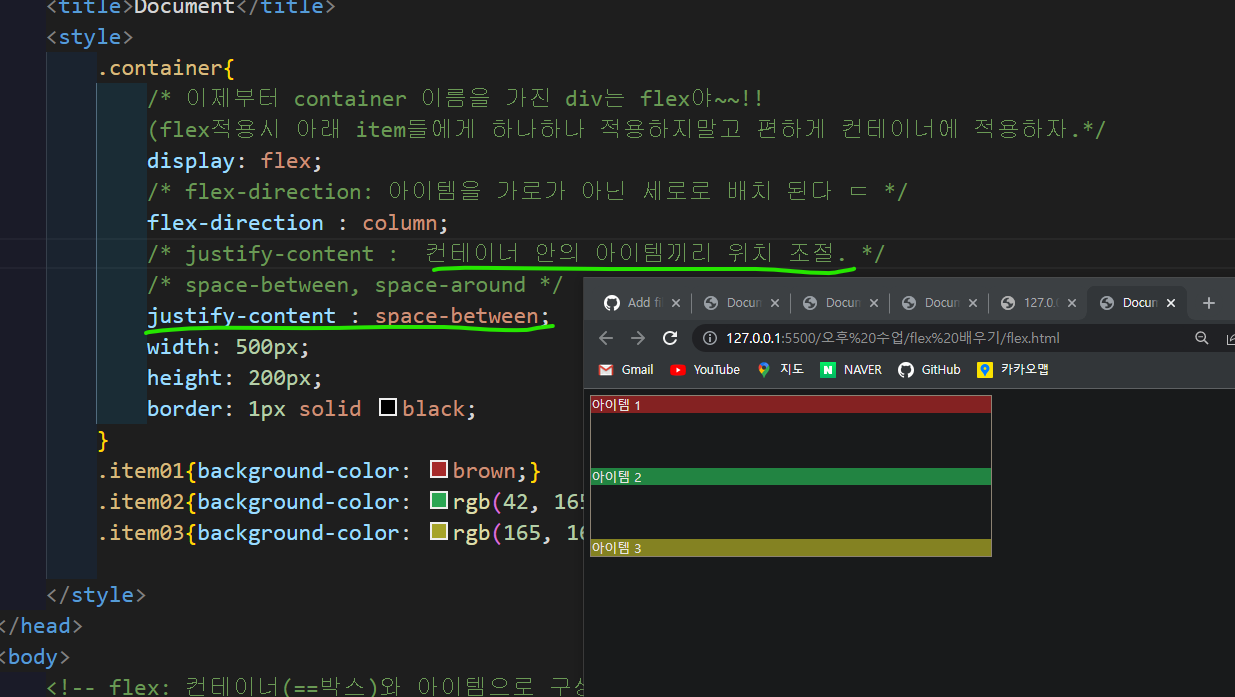 <title>Document</title>
<style>
.container{
/* 이제부터 container 이름을 가진 div는 flex야~~!!
(flex적용시 아래 item들에게 하나하나 적용하지말고 편하게 컨테이너에 적용하자.*/
display: flex;
/* flex-direction: 아이템을 가로가 아닌 세로로 배치 된다 ㄷ */
flex-direction : column;
/* justify-content :  컨테이너 안의 아이템끼리 위치 조절. */
/* space-between, space-around */
justify-content : space-between;
width: 500px;
height: 200px;
border: 1px solid black;
}
.item01{background-color: brown;}
.item02{background-color: rgb(42, 165
.item03{background-color: rgb(165, 16
</style>
</head>
<body>
<!-- flex: 컨테이너(==박스)와 아이템으로 구성
Add fi Docun Docun Docun 127.0. Docun
127.0.0.1:5500/오후%20수업/flex%20배우기/flex.html
Gmail YouTube 지도 NAVER GitHub 카카오맵
아이템 1
아이템 2
아이템 3